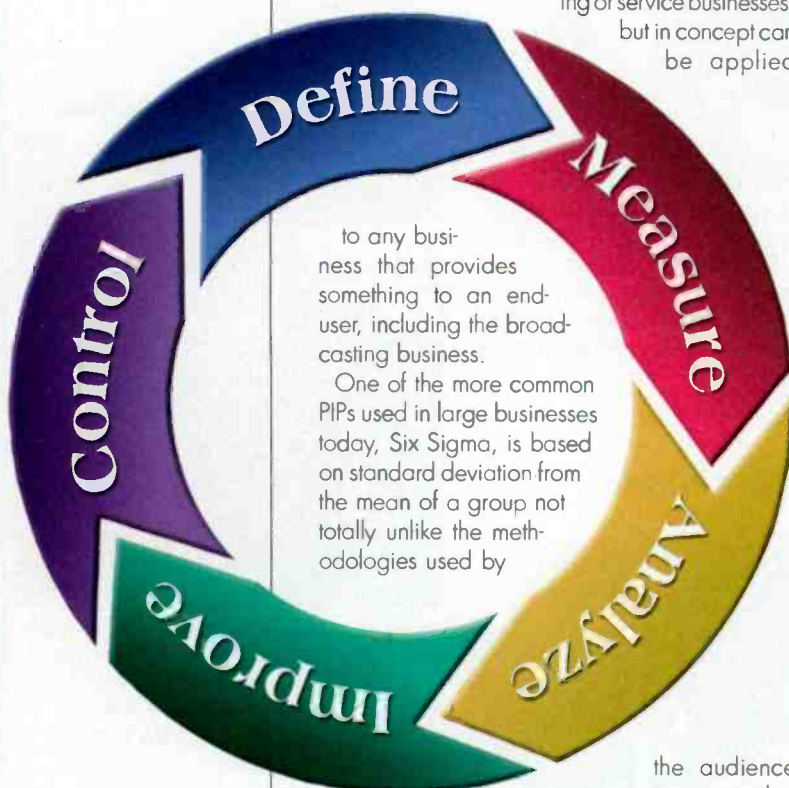 ing or service businesses
but in concept can
be applied
Define
Measure
Analyze
Improve
Control
to any busi-
ness that provides
something to an end-
user, including the broad-
casting business.
One of the more common
PIPs used in large businesses
today, Six Sigma, is based
on standard deviation from
the mean of a group not
totally unlike the meth-
odologies used by
the audience